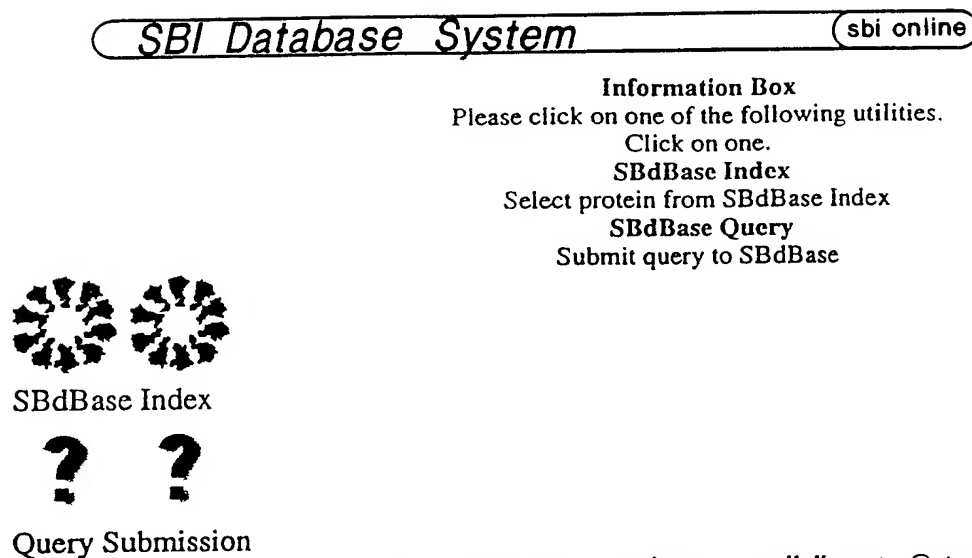 SBI Database System
sbi online
Information Box
Please click on one of the following utilities.
Click on one.
SBdBase Index
Select protein from SBdBase Index
SBdBase Query
Submit query to SBdBase
SBdBase Index
? ?
Query Submission